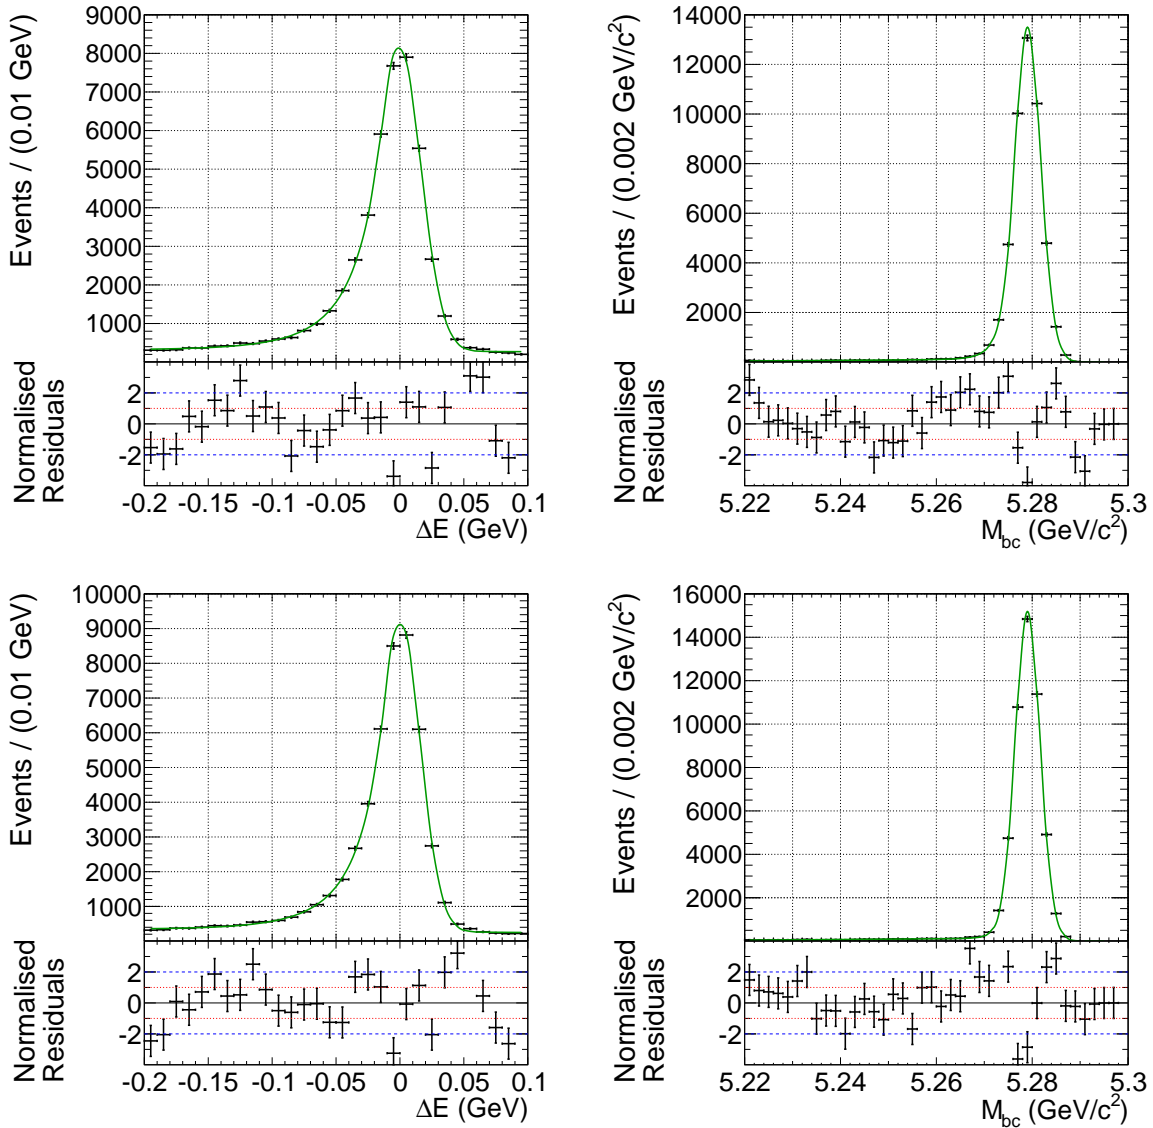 Events / (0.01 GeV)
9000
8000
7000
6000
5000
4000
3000
2000
1000
Normalised
Residuals
2
0
-2
-0.2 -0.15 -0.1 -0.05 0 0.05 0.1
ΔE (GeV)
Events / (0.002 GeV/c²)
14000
12000
10000
8000
6000
4000
2000
Normalised
Residuals
2
0
-2
5.22 5.24 5.26 5.28 5.3
M_bc (GeV/c²)
Events / (0.01 GeV)
10000
9000
8000
7000
6000
5000
4000
3000
2000
1000
Normalised
Residuals
2
0
-2
-0.2 -0.15 -0.1 -0.05 0 0.05 0.1
ΔE (GeV)
Events / (0.002 GeV/c²)
16000
14000
12000
10000
8000
6000
4000
2000
Normalised
Residuals
2
0
-2
5.22 5.24 5.26 5.28 5.3
M_bc (GeV/c²)